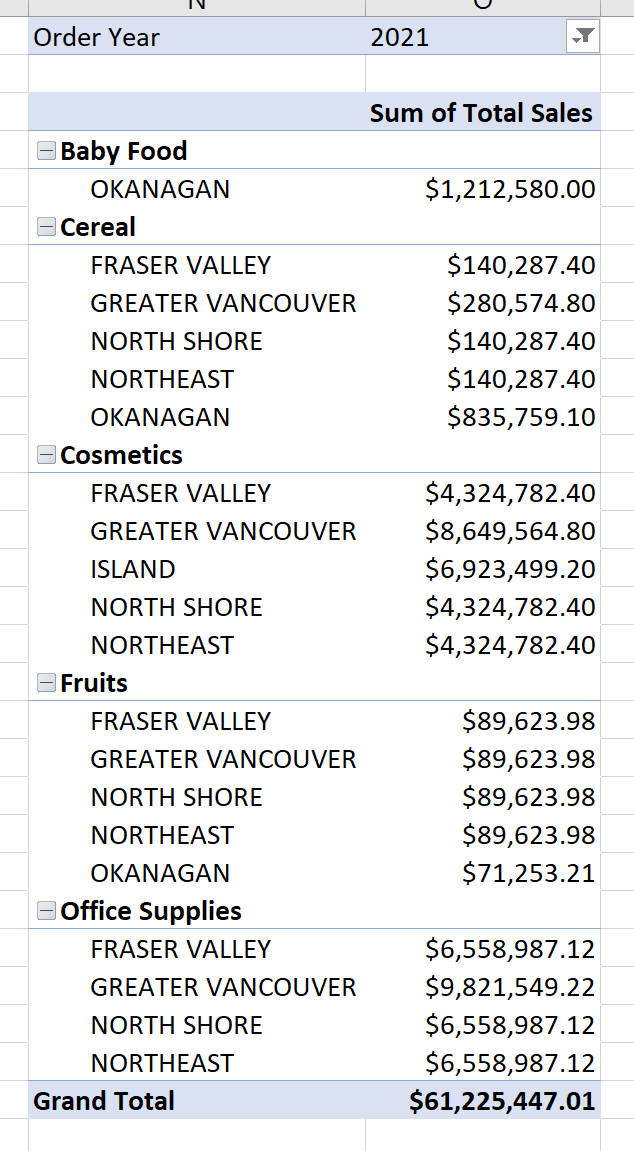 N O
Order Year 2021
Sum of Total Sales
Baby Food
OKANAGAN $1,212,580.00
Cereal
FRASER VALLEY $140,287.40
GREATER VANCOUVER $280,574.80
NORTH SHORE $140,287.40
NORTHEAST $140,287.40
OKANAGAN $835,759.10
Cosmetics
FRASER VALLEY $4,324,782.40
GREATER VANCOUVER $8,649,564.80
ISLAND $6,923,499.20
NORTH SHORE $4,324,782.40
NORTHEAST $4,324,782.40
Fruits
FRASER VALLEY $89,623.98
GREATER VANCOUVER $89,623.98
NORTH SHORE $89,623.98
NORTHEAST $89,623.98
OKANAGAN $71,253.21
Office Supplies
FRASER VALLEY $6,558,987.12
GREATER VANCOUVER $9,821,549.22
NORTH SHORE $6,558,987.12
NORTHEAST $6,558,987.12
Grand Total $61,225,447.01